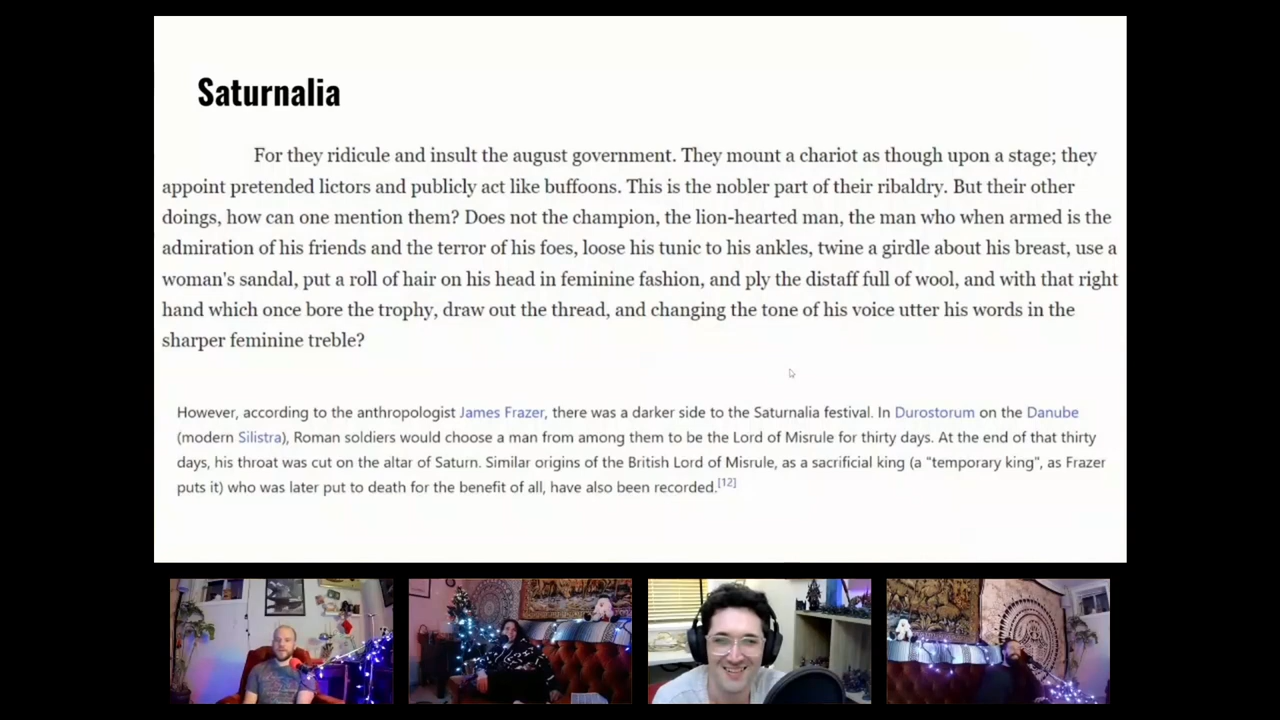 Saturnalia
For they ridicule and insult the august government. They mount a chariot as though upon a stage; they
appoint pretended lictors and publicly act like buffoons. This is the nobler part of their ribaldry. But their other
doings, how can one mention them? Does not the champion, the lion-hearted man, the man who when armed is the
admiration of his friends and the terror of his foes, loose his tunic to his ankles, twine a girdle about his breast, use a
woman's sandal, put a roll of hair on his head in feminine fashion, and ply the distaff full of wool, and with that right
hand which once bore the trophy, draw out the thread, and changing the tone of his voice utter his words in the
sharper feminine treble?
However, according to the anthropologist James Frazer, there was a darker side to the Saturnalia festival. In Durostorum on the Danube
(modern Silistra), Roman soldiers would choose a man from among them to be the Lord of Misrule for thirty days. At the end of that thirty
days, his throat was cut on the altar of Saturn. Similar origins of the British Lord of Misrule, as a sacrificial king (a "temporary king", as Frazer
puts it) who was later put to death for the benefit of all, have also been recorded.[12]